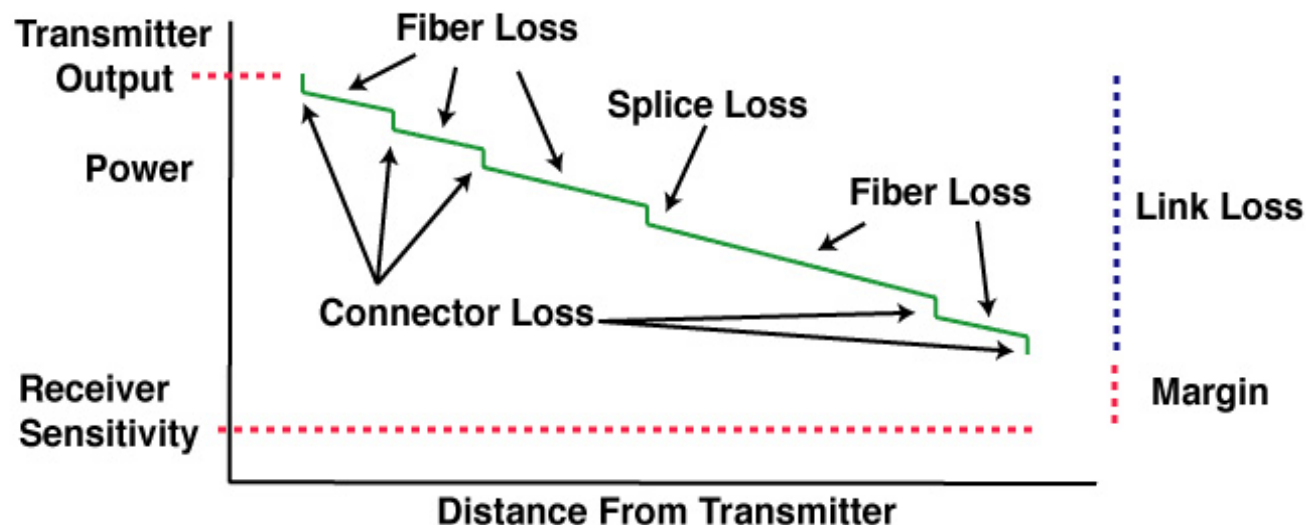 Transmitter
Output
Fiber Loss
Splice Loss
Power
Fiber Loss
Link Loss
Connector Loss
Receiver
Sensitivity
Margin
Distance From Transmitter